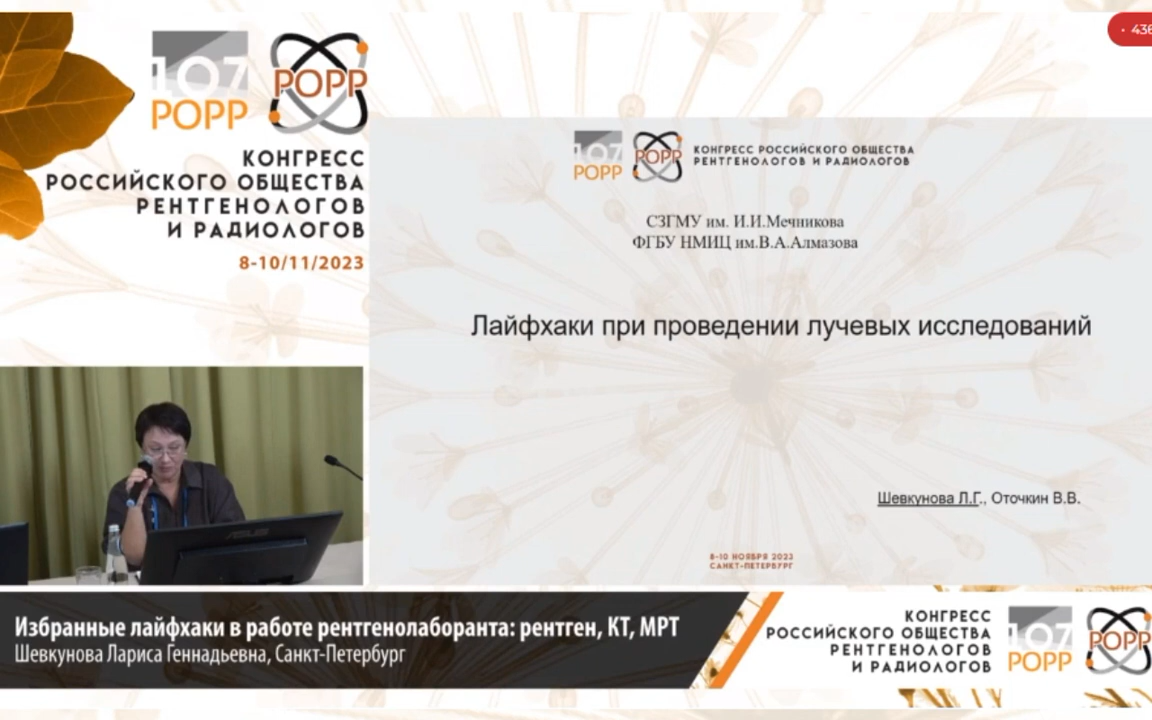 107
РОРР
РОРР
КОНГРЕСС
РОССИЙСКОГО ОБЩЕСТВА
РЕНТГЕНОЛОГОВ
И РАДИОЛОГОВ
8-10/11/2023
107
РОРР
РОРР
КОНГРЕСС РОССИЙСКОГО ОБЩЕСТВА
РЕНТГЕНОЛОГОВ И РАДИОЛОГОВ
СЗГМУ им. И.И.Мечникова
ФГБУ НМИЦ им.В.А.Алмазова
Лайфхаки при проведении лучевых исследований
Шевкунова Л.Г., Оточкин В.В.
8-10 НОЯБРЯ 2023
САНКТ-ПЕТЕРБУРГ
ASUS
Избранные лайфхаки в работе рентгенолаборанта: рентген, КТ, МРТ
Шевкунова Лариса Геннадьевна, Санкт-Петербург
КОНГРЕСС
РОССИЙСКОГО ОБЩЕСТВА
РЕНТГЕНОЛОГОВ
И РАДИОЛОГОВ
107
РОРР
РОРР